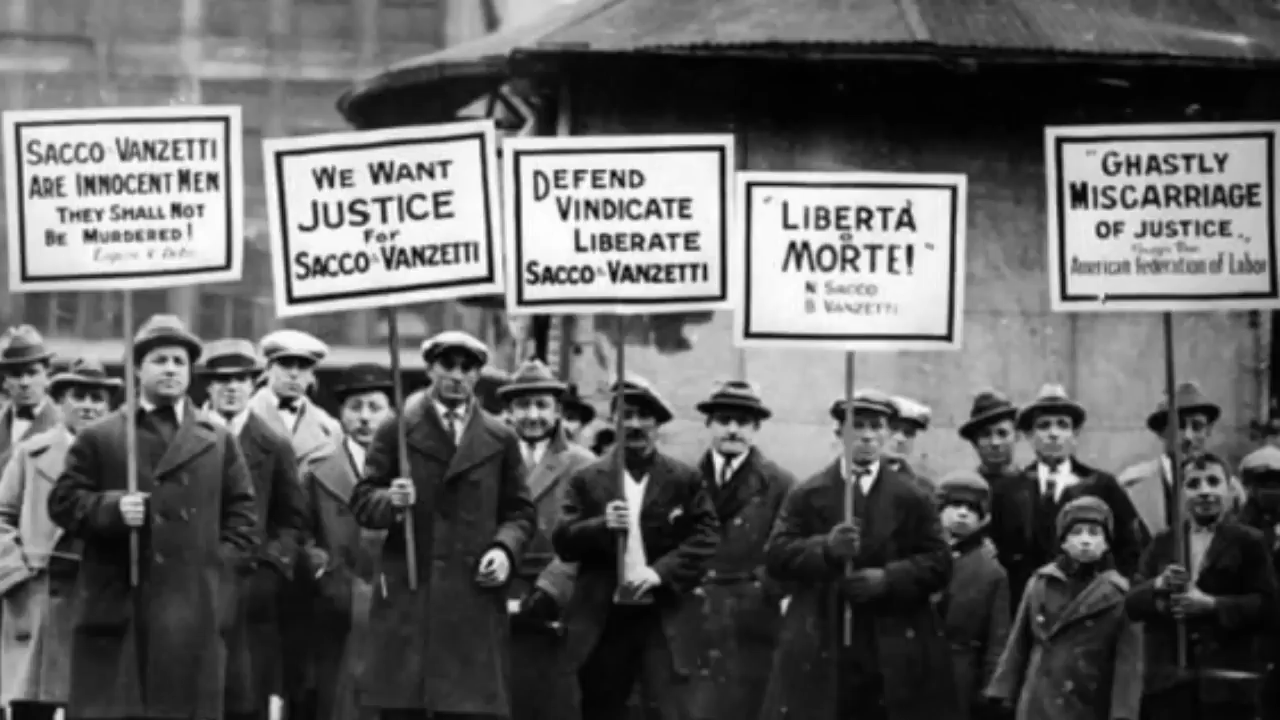 SACCO VANZETTI
ARE INNOCENT MEN
THEY SHALL NOT
BE MURDERED!
WE WANT
JUSTICE
FOR
SACCO & VANZETTI
DEFEND
VINDICATE
LIBERATE
SACCO & VANZETTI
"LIBERTÀ
O
MORTE!"
N SACCO
B VANZETTI
"GHASTLY
MISCARRIAGE
OF JUSTICE"
American Federation of Labor